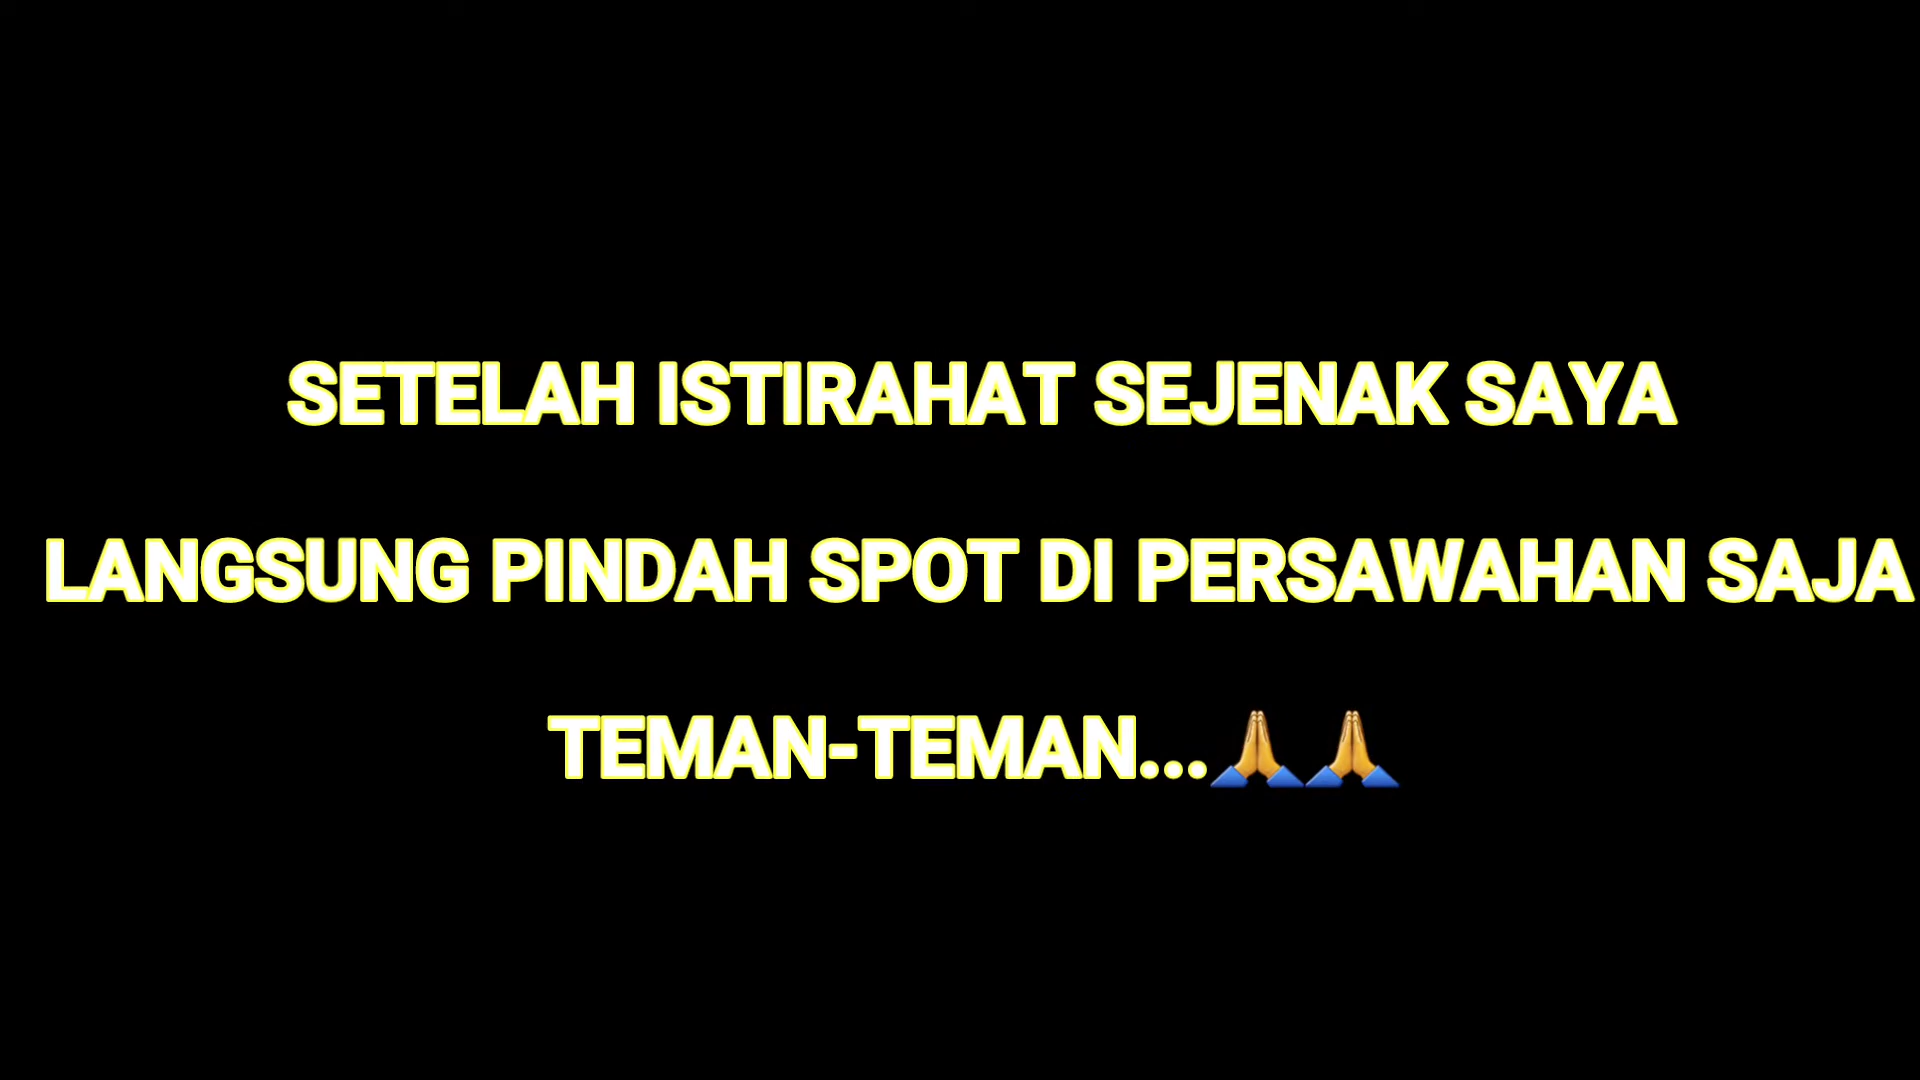 SETELAH ISTIRAHAT SEJENAK SAYA
LANGSUNG PINDAH SPOT DI PERSAWAHAN SAJA
TEMAN-TEMAN...🙏🙏